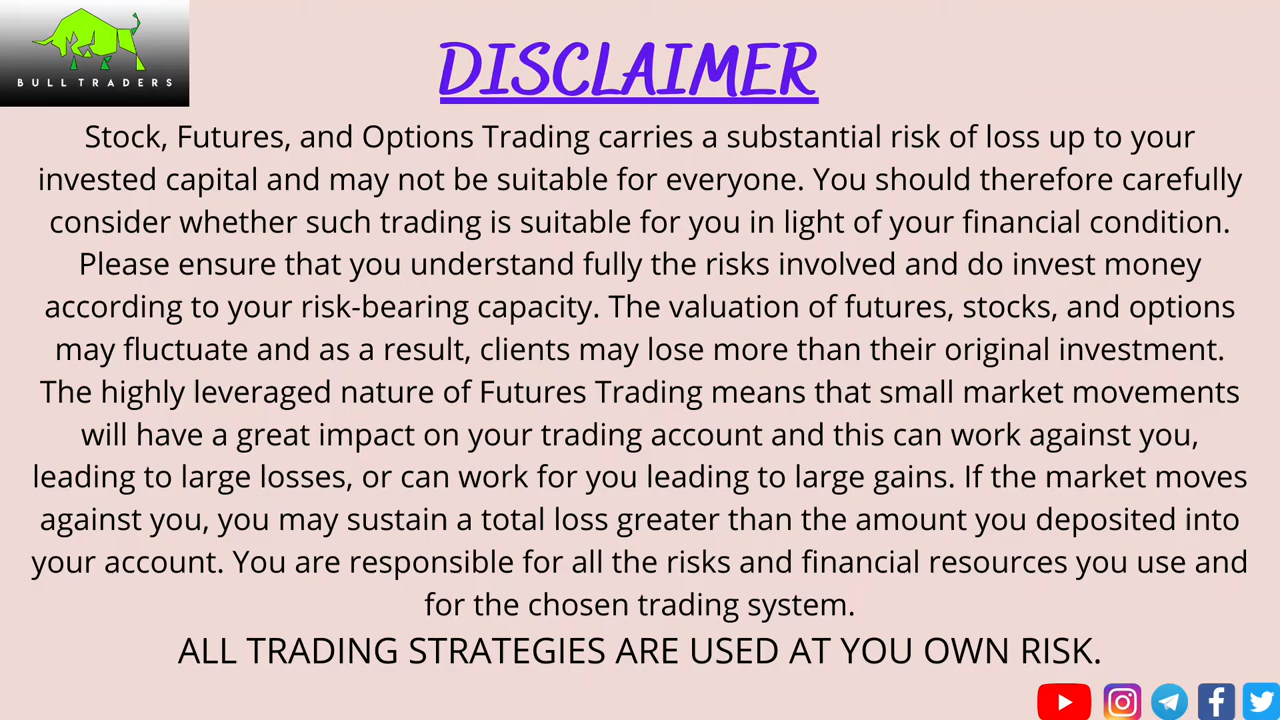 BULL TRADERS
DISCLAIMER
Stock, Futures, and Options Trading carries a substantial risk of loss up to your
invested capital and may not be suitable for everyone. You should therefore carefully
consider whether such trading is suitable for you in light of your financial condition.
Please ensure that you understand fully the risks involved and do invest money
according to your risk-bearing capacity. The valuation of futures, stocks, and options
may fluctuate and as a result, clients may lose more than their original investment.
The highly leveraged nature of Futures Trading means that small market movements
will have a great impact on your trading account and this can work against you,
leading to large losses, or can work for you leading to large gains. If the market moves
against you, you may sustain a total loss greater than the amount you deposited into
your account. You are responsible for all the risks and financial resources you use and
for the chosen trading system.
ALL TRADING STRATEGIES ARE USED AT YOU OWN RISK.